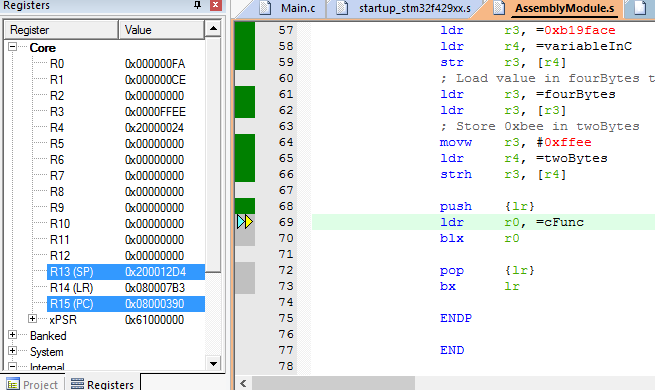 Registers
Register Value
Core
R0 0x000000FA
R1 0x000000CE
R2 0x00000000
R3 0x0000FFEE
R4 0x20000024
R5 0x00000000
R6 0x00000000
R7 0x00000000
R8 0x00000000
R9 0x00000000
R10 0x00000000
R11 0x00000000
R12 0x00000000
R13 (SP) 0x200012D4
R14 (LR) 0x080007B3
R15 (PC) 0x08000390
xPSR 0x61000000
Banked
System
Internal
Project Registers
Main.c startup_stm32f429xx.s AssemblyModule.s
57 ldr r3, =0xb19face
58 ldr r4, =variableInC
59 str r3, [r4]
60 ; Load value in fourBytes t
61 ldr r3, =fourBytes
62 ldr r3, [r3]
63 ; Store 0xbee in twoBytes
64 movw r3, #0xffee
65 ldr r4, =twoBytes
66 strh r3, [r4]
67
68 push {lr}
69 ldr r0, =cFunc
70 blx r0
71
72 pop {lr}
73 bx lr
74
75 ENDP
76
77 END
78